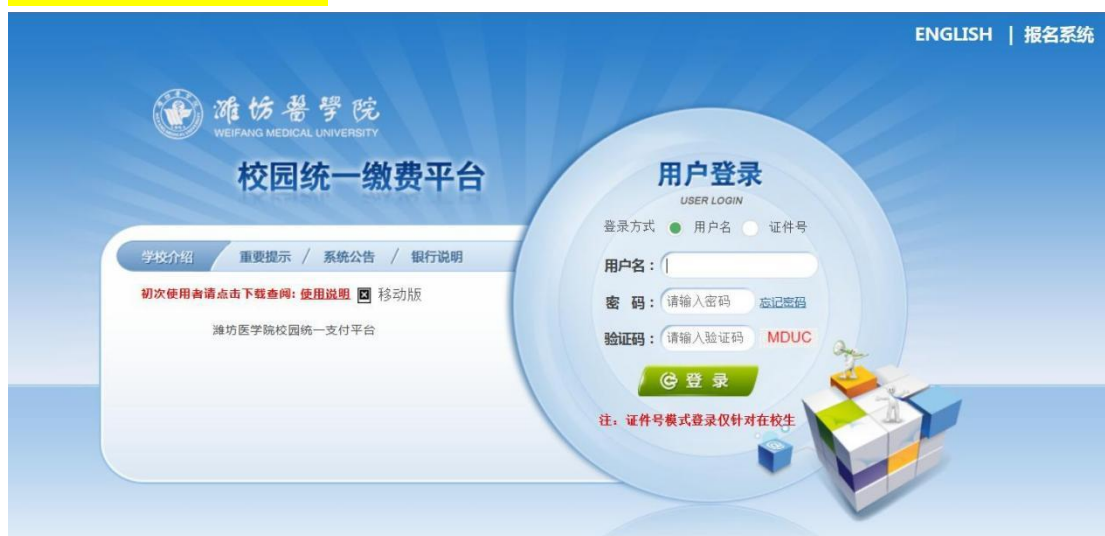 ENGLISH | 报名系统
濰坊醫學院
WEIFANG MEDICAL UNIVERSITY
校园统一缴费平台
学校介绍 / 重要提示 / 系统公告 / 银行说明
初次使用者请点击下载查阅: 使用说明 移动版
潍坊医学院校园统一支付平台
用户登录
USER LOGIN
登录方式 用户名 证件号
用户名：
密 码： 请输入密码 忘记密码
验证码： 请输入验证码 MDUC
登 录
注：证件号模式登录仅针对在校生